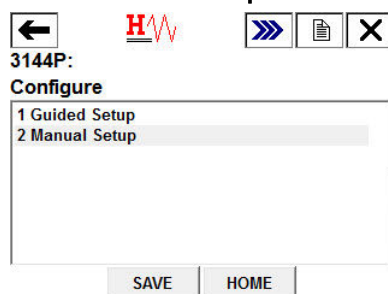 H
3144P:
Configure
1 Guided Setup
2 Manual Setup
SAVE HOME